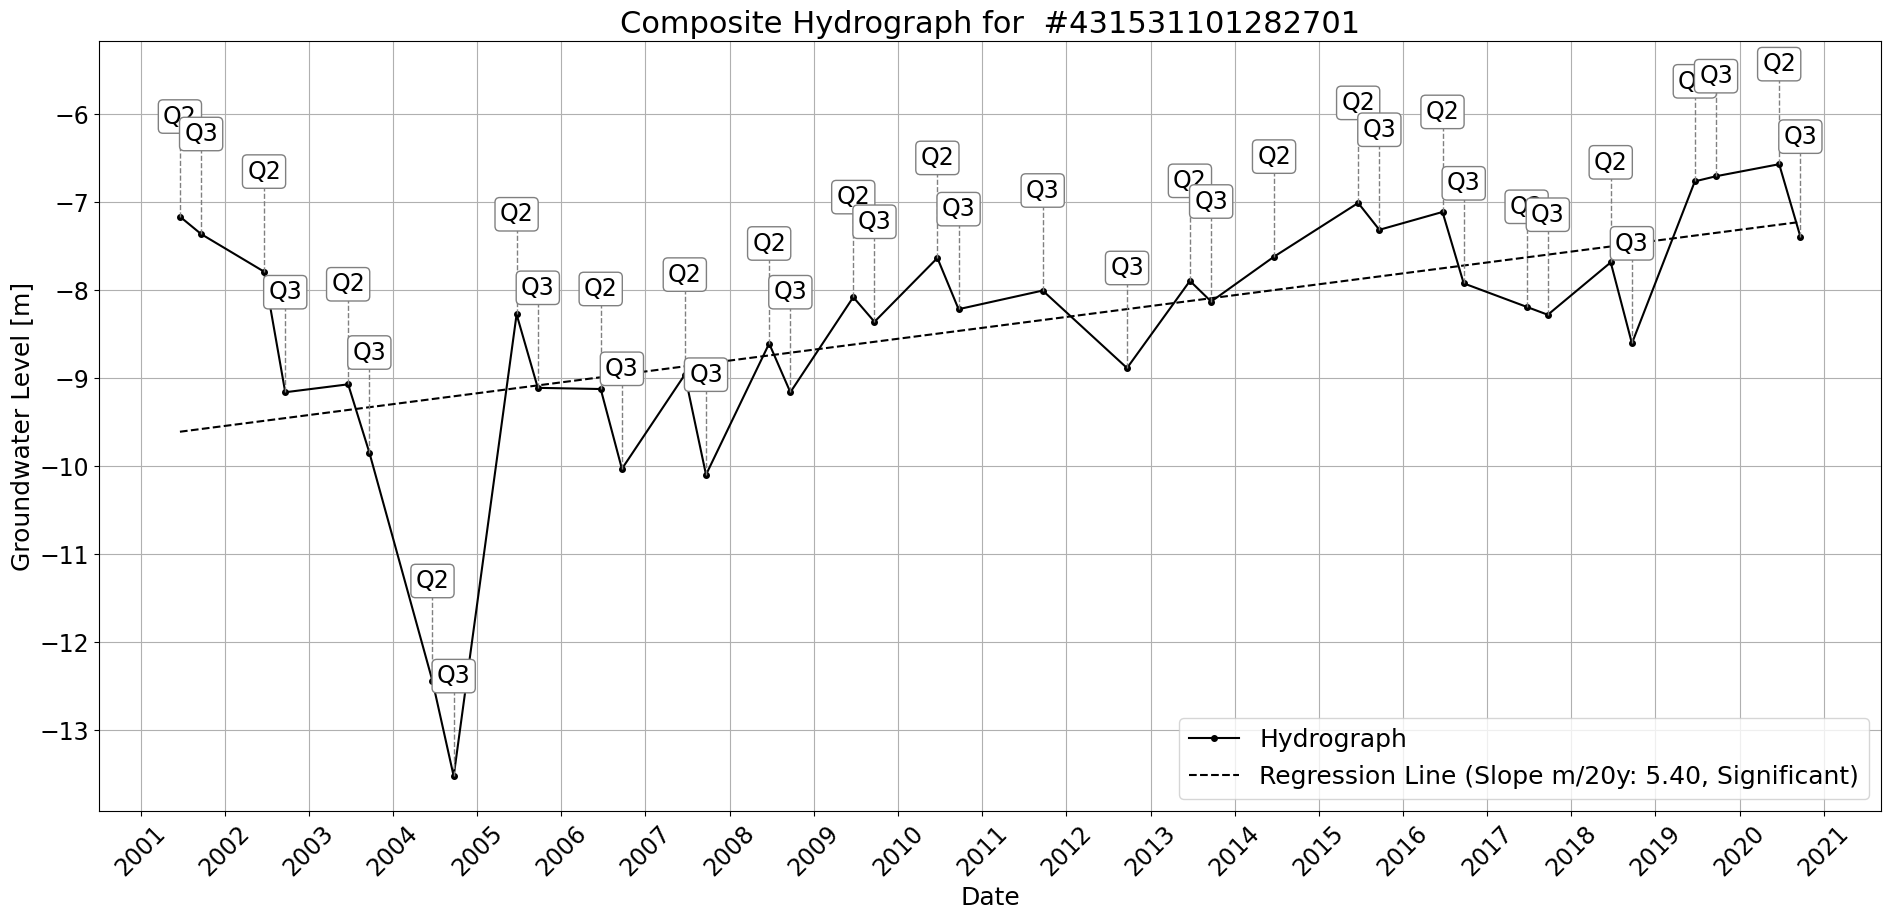 Composite Hydrograph for  #431531101282701
Groundwater Level [m]
−6
−7
−8
−9
−10
−11
−12
−13
Q2
Q3
Q2
Q3
Q2
Q3
Q2
Q3
Q2
Q3
Q2
Q3
Q2
Q3
Q2
Q3
Q2
Q3
Q2
Q3
Q3
Q3
Q2
Q3
Q2
Q2
Q3
Q2
Q3
Q3
Q2
Q3
Q3
Q2
Q3
Hydrograph
Regression Line (Slope m/20y: 5.40, Significant)
2001
2002
2003
2004
2005
2006
2007
2008
2009
2010
2011
2012
2013
2014
2015
2016
2017
2018
2019
2020
2021
Date